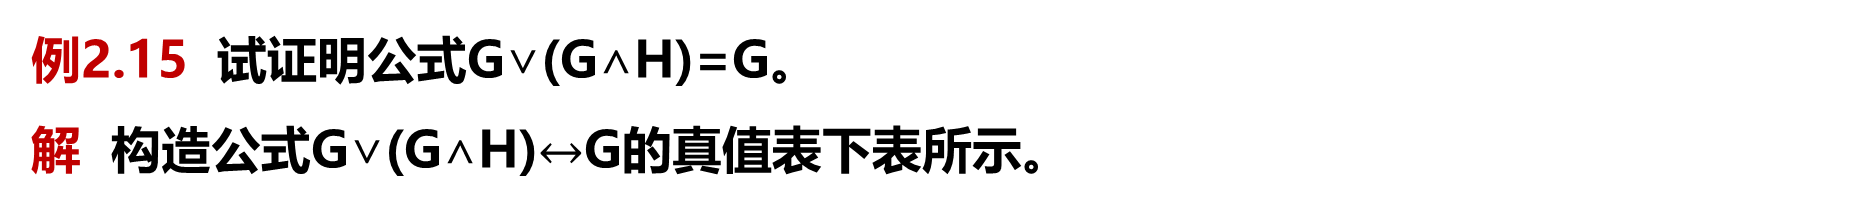 例2.15 试证明公式G∨(G∧H)=G。
解 构造公式G∨(G∧H)↔G的真值表下表所示。